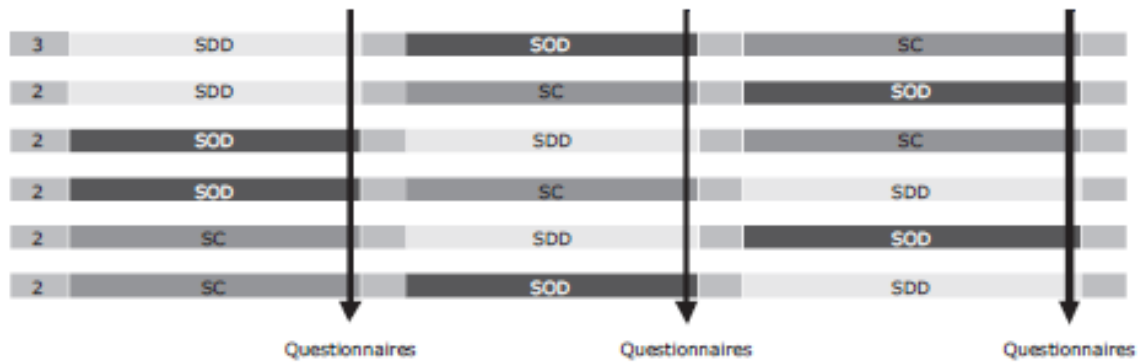 3 SDD SOD SC
2 SDD SC SOD
2 SOD SDD SC
2 SOD SC SDD
2 SC SDD SOD
2 SC SOD SDD
Questionnaires Questionnaires Questionnaires